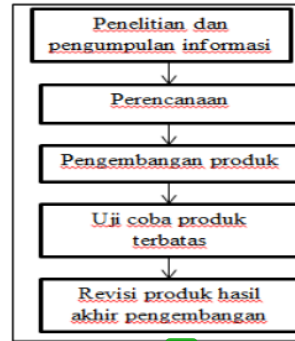 Penelitian dan
pengumpulan informasi
Perencanaan
Pengembangan produk
Uji coba produk
terbatas
Revisi produk hasil
akhir pengembangan